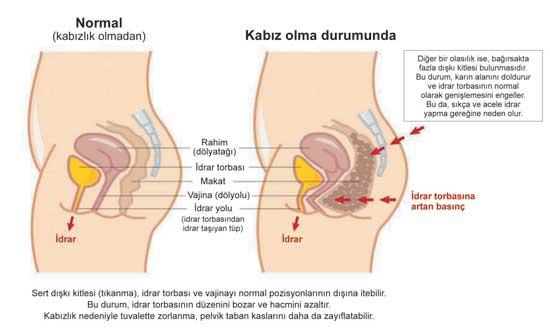 Normal
(kabızlık olmadan)
Kabız olma durumunda
Diğer bir olasılık ise, bağırsakta
fazla dışkı kitlesi bulunmasıdır.
Bu durum, karın alanını doldurur
ve idrar torbasının normal
olarak genişlemesini engeller.
Bu da, sıkça ve acele idrar
yapma gereğine neden olur.
Rahim
(dölyatağı)
İdrar torbası
Makat
Vajina (dölyolu)
İdrar yolu
(idrar torbasından
idrar taşıyan tüp)
İdrar torbasına
artan basınç
İdrar
İdrar
Sert dışkı kitlesi (tıkanma), idrar torbası ve vajinayı normal pozisyonlarının dışına itebilir.
Bu durum, idrar torbasının düzenini bozar ve hacmini azaltır.
Kabızlık nedeniyle tuvalette zorlanma, pelvik taban kaslarını daha da zayıflatabilir.